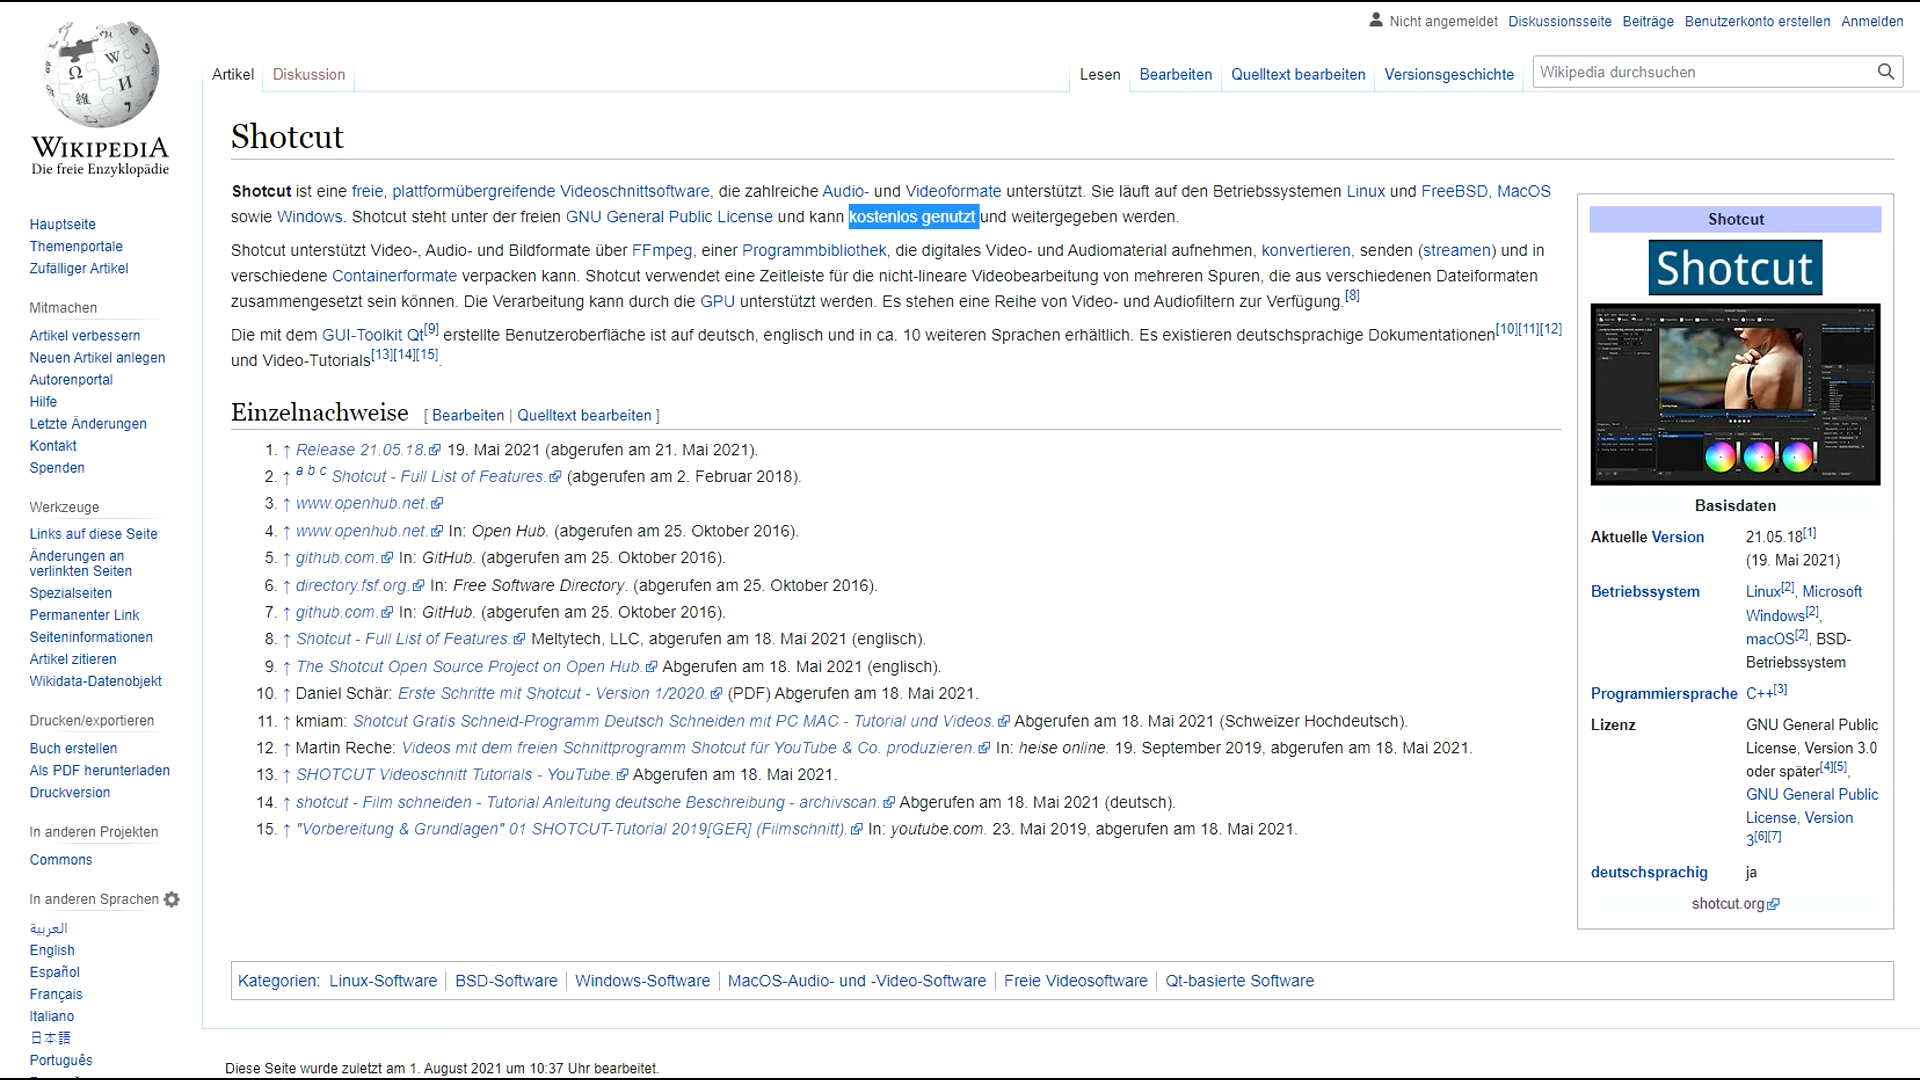 Nicht angemeldet Diskussionsseite Beiträge Benutzerkonto erstellen Anmelden
Artikel Diskussion Lesen Bearbeiten Quelltext bearbeiten Versionsgeschichte Wikipedia durchsuchen
WIKIPEDIA
Die freie Enzyklopädie
Hauptseite
Themenportale
Zufälliger Artikel
Mitmachen
Artikel verbessern
Neuen Artikel anlegen
Autorenportal
Hilfe
Letzte Änderungen
Kontakt
Spenden
Werkzeuge
Links auf diese Seite
Änderungen an
verlinkten Seiten
Spezialseiten
Permanenter Link
Seiteninformationen
Artikel zitieren
Wikidata-Datenobjekt
Drucken/exportieren
Buch erstellen
Als PDF herunterladen
Druckversion
In anderen Projekten
Commons
In anderen Sprachen
العربية
English
Español
Français
Italiano
日本語
Português
Shotcut
Shotcut ist eine freie, plattformübergreifende Videoschnittsoftware, die zahlreiche Audio- und Videoformate unterstützt. Sie läuft auf den Betriebssystemen Linux und FreeBSD, MacOS
sowie Windows. Shotcut steht unter der freien GNU General Public License und kann kostenlos genutzt und weitergegeben werden.
Shotcut unterstützt Video-, Audio- und Bildformate über FFmpeg, einer Programmbibliothek, die digitales Video- und Audiomaterial aufnehmen, konvertieren, senden (streamen) und in
verschiedene Containerformate verpacken kann. Shotcut verwendet eine Zeitleiste für die nicht-lineare Videobearbeitung von mehreren Spuren, die aus verschiedenen Dateiformaten
zusammengesetzt sein können. Die Verarbeitung kann durch die GPU unterstützt werden. Es stehen eine Reihe von Video- und Audiofiltern zur Verfügung.[8]
Die mit dem GUI-Toolkit Qt[9] erstellte Benutzeroberfläche ist auf deutsch, englisch und in ca. 10 weiteren Sprachen erhältlich. Es existieren deutschsprachige Dokumentationen[10][11][12]
und Video-Tutorials[13][14][15].
Einzelnachweise [ Bearbeiten | Quelltext bearbeiten ]
1. ↑ Release 21.05.18. 19. Mai 2021 (abgerufen am 21. Mai 2021).
2. ↑ a b c Shotcut - Full List of Features. (abgerufen am 2. Februar 2018).
3. ↑ www.openhub.net.
4. ↑ www.openhub.net. In: Open Hub. (abgerufen am 25. Oktober 2016).
5. ↑ github.com. In: GitHub. (abgerufen am 25. Oktober 2016).
6. ↑ directory.fsf.org. In: Free Software Directory. (abgerufen am 25. Oktober 2016).
7. ↑ github.com. In: GitHub. (abgerufen am 25. Oktober 2016).
8. ↑ Shotcut - Full List of Features. Meltytech, LLC, abgerufen am 18. Mai 2021 (englisch).
9. ↑ The Shotcut Open Source Project on Open Hub. Abgerufen am 18. Mai 2021 (englisch).
10. ↑ Daniel Schär: Erste Schritte mit Shotcut - Version 1/2020. (PDF) Abgerufen am 18. Mai 2021.
11. ↑ kmiam: Shotcut Gratis Schneid-Programm Deutsch Schneiden mit PC MAC - Tutorial und Videos. Abgerufen am 18. Mai 2021 (Schweizer Hochdeutsch).
12. ↑ Martin Reche: Videos mit dem freien Schnittprogramm Shotcut für YouTube & Co. produzieren. In: heise online. 19. September 2019, abgerufen am 18. Mai 2021.
13. ↑ SHOTCUT Videoschnitt Tutorials - YouTube. Abgerufen am 18. Mai 2021.
14. ↑ shotcut - Film schneiden - Tutorial Anleitung deutsche Beschreibung - archivscan. Abgerufen am 18. Mai 2021 (deutsch).
15. ↑ "Vorbereitung & Grundlagen" 01 SHOTCUT-Tutorial 2019[GER] (Filmschnitt). In: youtube.com. 23. Mai 2019, abgerufen am 18. Mai 2021.
Shotcut
Shotcut
Basisdaten
Aktuelle Version 21.05.18[1]
(19. Mai 2021)
Betriebssystem Linux[2], Microsoft
Windows[2],
macOS[2], BSD-
Betriebssystem
Programmiersprache C++[3]
Lizenz GNU General Public
License, Version 3.0
oder später[4][5],
GNU General Public
License, Version
3[6][7]
deutschsprachig ja
shotcut.org
Kategorien: Linux-Software | BSD-Software | Windows-Software | MacOS-Audio- und -Video-Software | Freie Videosoftware | Qt-basierte Software
Diese Seite wurde zuletzt am 1. August 2021 um 10:37 Uhr bearbeitet.